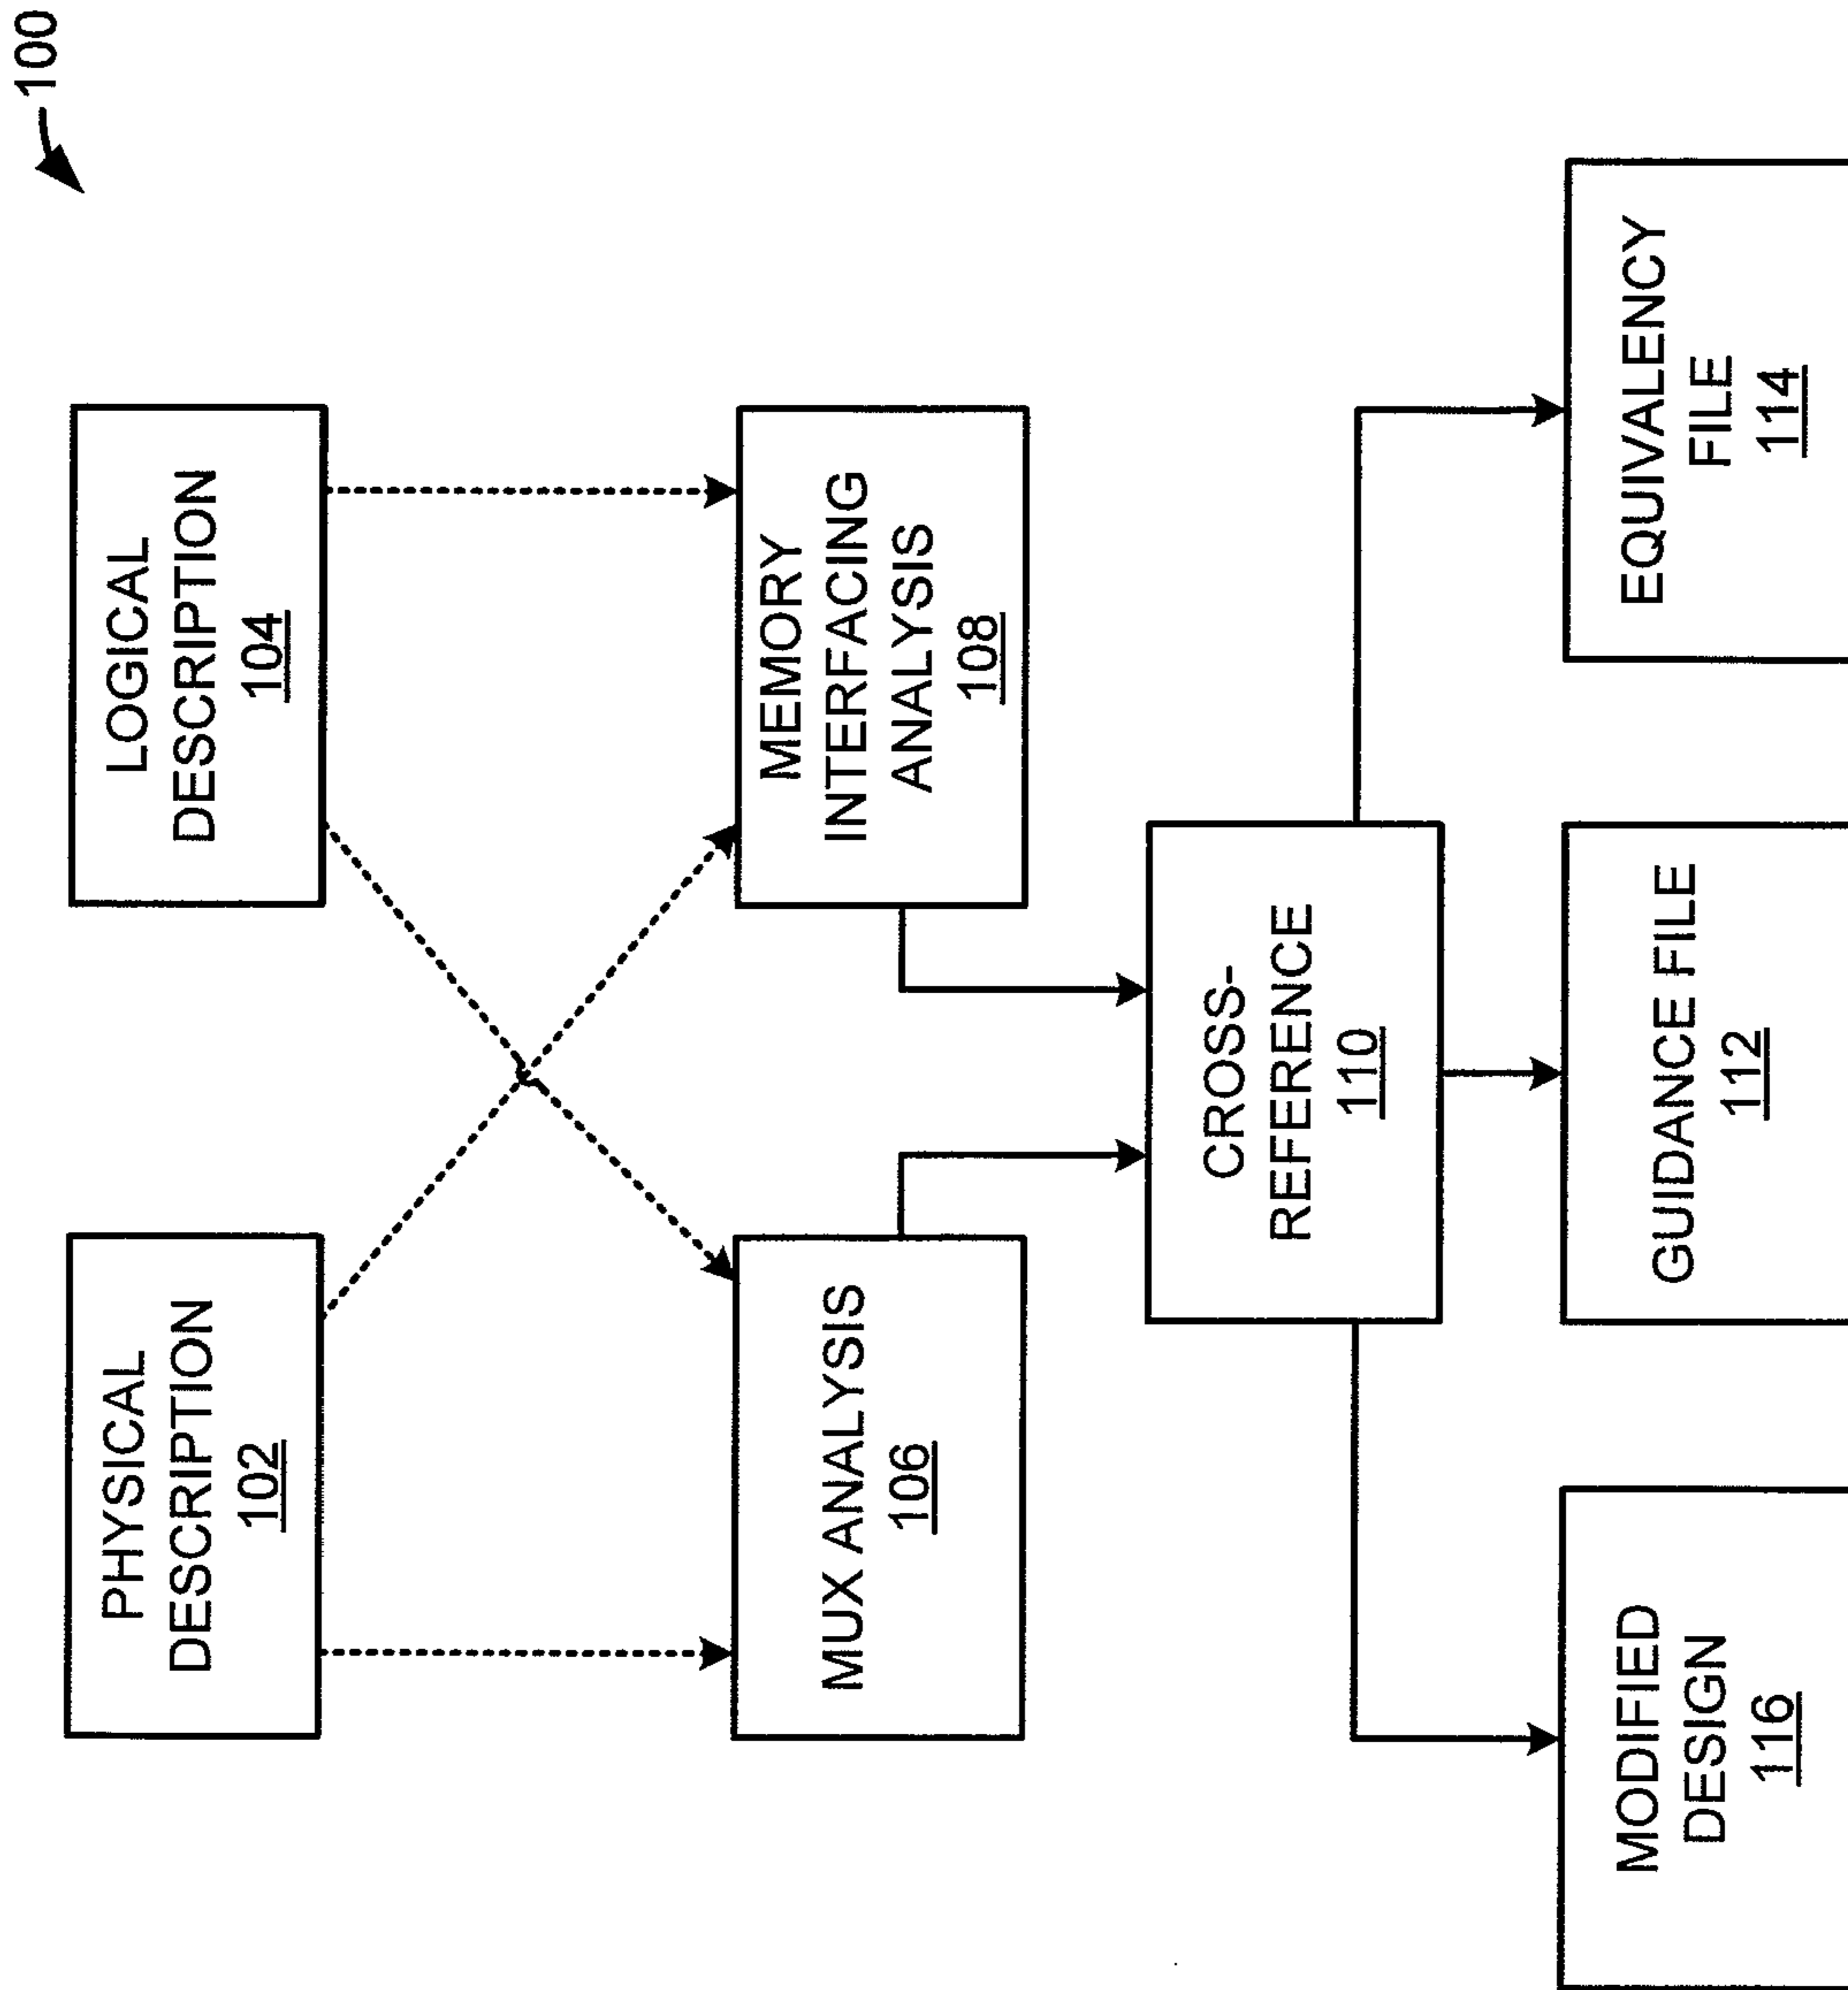 100
PHYSICAL
DESCRIPTION
102
LOGICAL
DESCRIPTION
104
MUX ANALYSIS
106
MEMORY
INTERFACING
ANALYSIS
108
CROSS-
REFERENCE
110
MODIFIED
DESIGN
116
GUIDANCE FILE
112
EQUIVALENCY
FILE
114